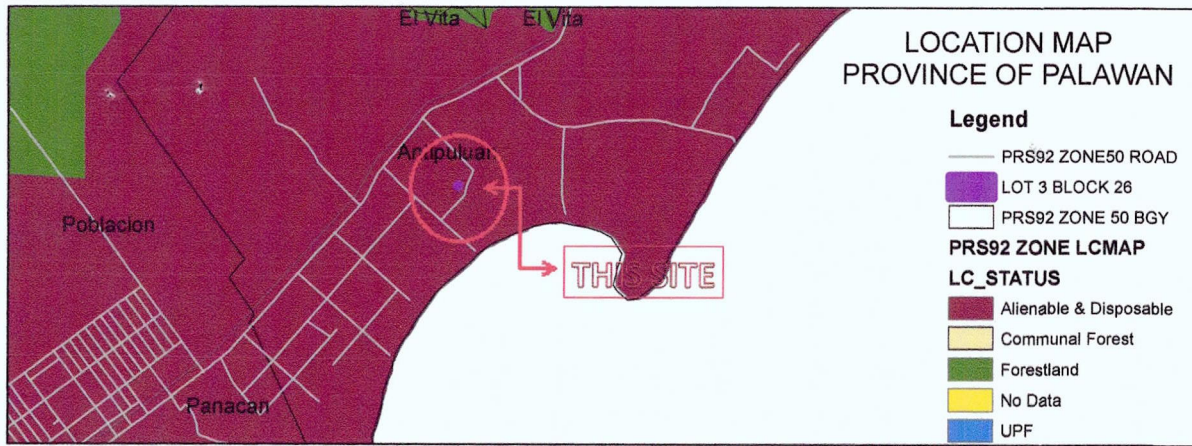 El Vita
El Vita
Antipuluan
Poblacion
Panacan
THIS SITE
LOCATION MAP
PROVINCE OF PALAWAN
Legend
PRS92 ZONE50 ROAD
LOT 3 BLOCK 26
PRS92 ZONE 50 BGY
PRS92 ZONE LCMAP
LC_STATUS
Alienable & Disposable
Communal Forest
Forestland
No Data
UPF